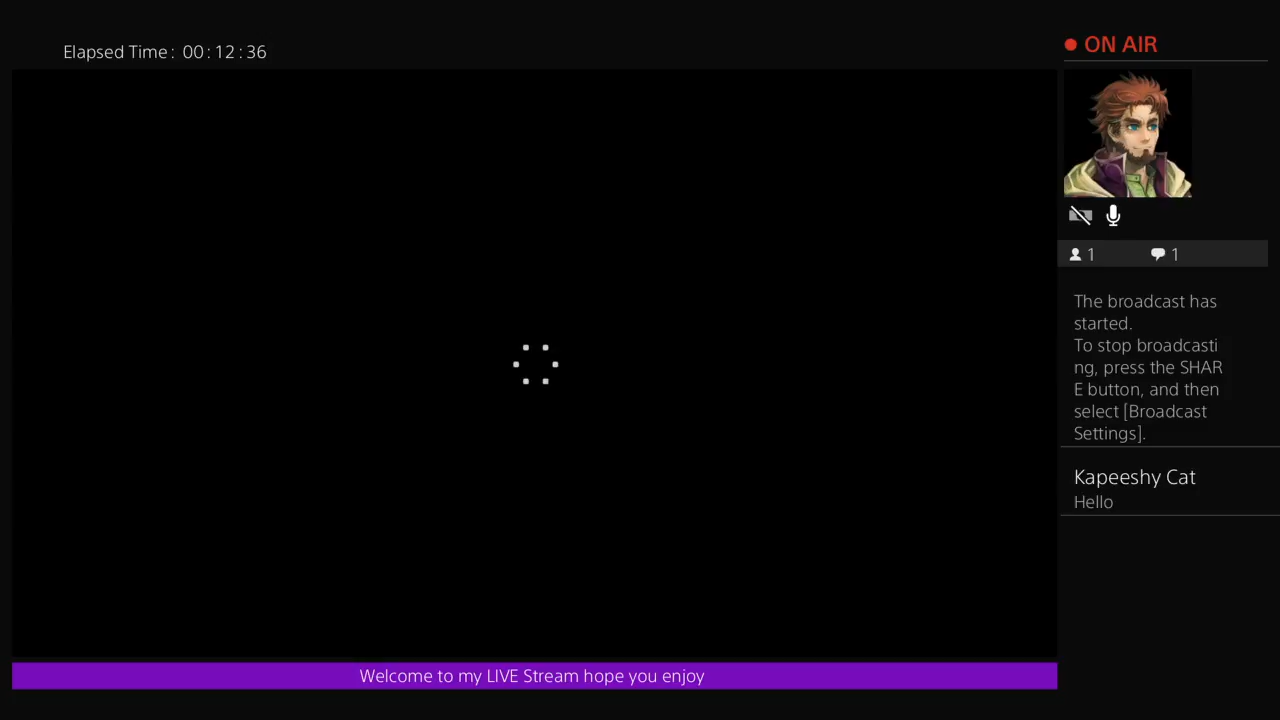 Elapsed Time: 00:12:36
ON AIR
1 1
The broadcast has
started.
To stop broadcasti
ng, press the SHAR
E button, and then
select [Broadcast
Settings].
Kapeeshy Cat
Hello
Welcome to my LIVE Stream hope you enjoy